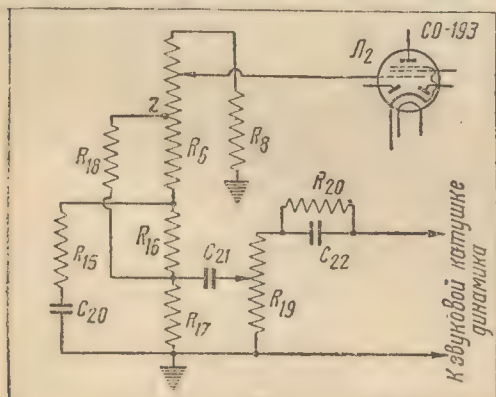 Л₂
СО-193
2
R₁₈
R₆
R₈
R₂₀
R₁₅
R₁₆
C₂₁
C₂₂
C₂₀
R₁₇
R₁₉
К звуковой катушке
динамика